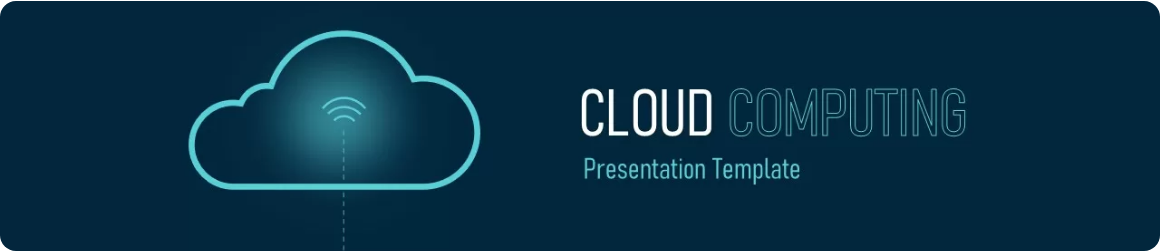 CLOUD COMPUTING
Presentation Template